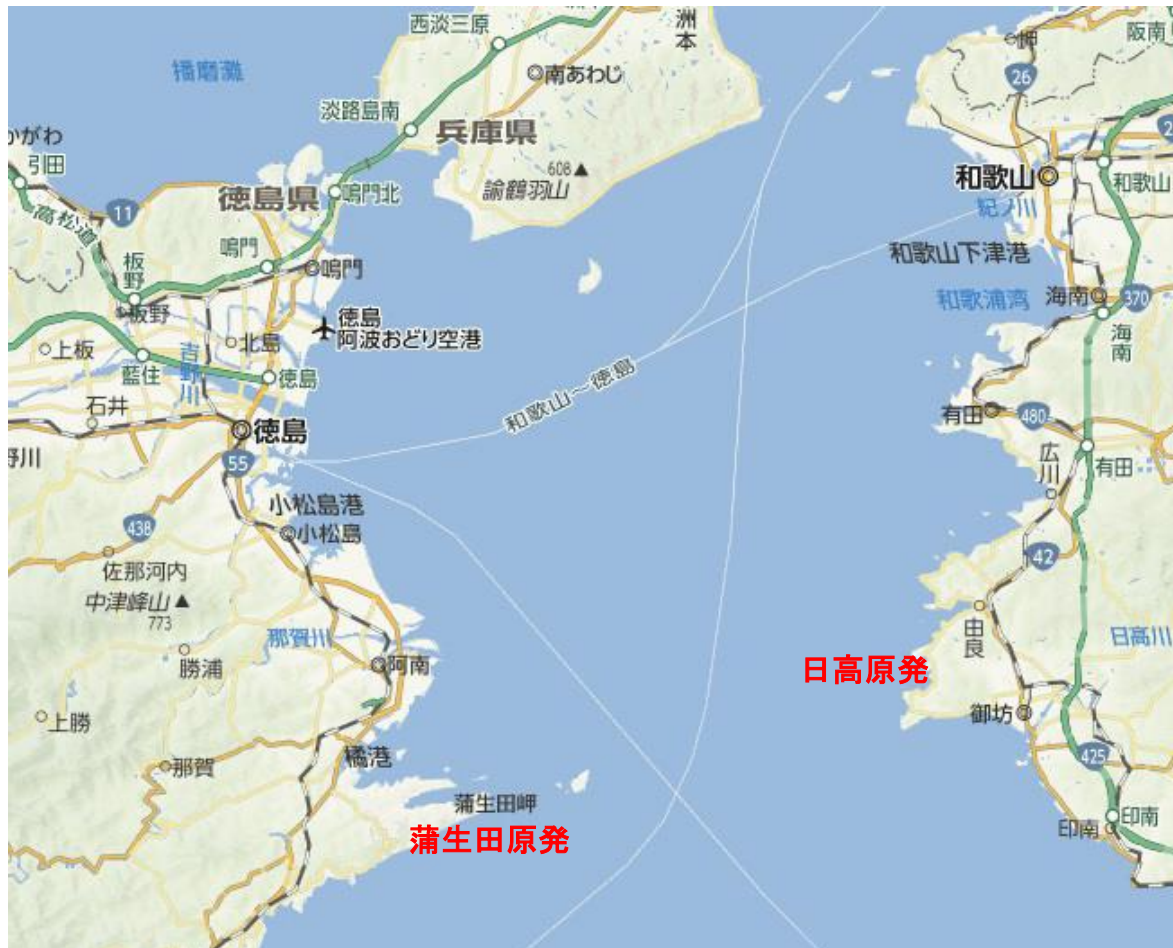 西淡三原
洲
本
岬
阪南
播磨灘
南あわじ
26
淡路島南
兵庫県
かがわ
引田
608
諭鶴羽山
和歌山
和歌山
徳島県
鳴門北
紀ノ川
11
高松道
鳴門
鳴門
和歌山下津港
板野
板野
和歌浦湾
海南
370
海南
徳島
阿波おどり空港
北島
上板
藍住
吉野川
徳島
和歌山～徳島
石井
有田
480
徳島
野川
55
広川
有田
小松島港
小松島
438
42
佐那河内
中津峰山
773
那賀川
由良
日高川
勝浦
阿南
日高原発
上勝
御坊
橘港
那賀
425
蒲生田岬
蒲生田原発
印南
印南